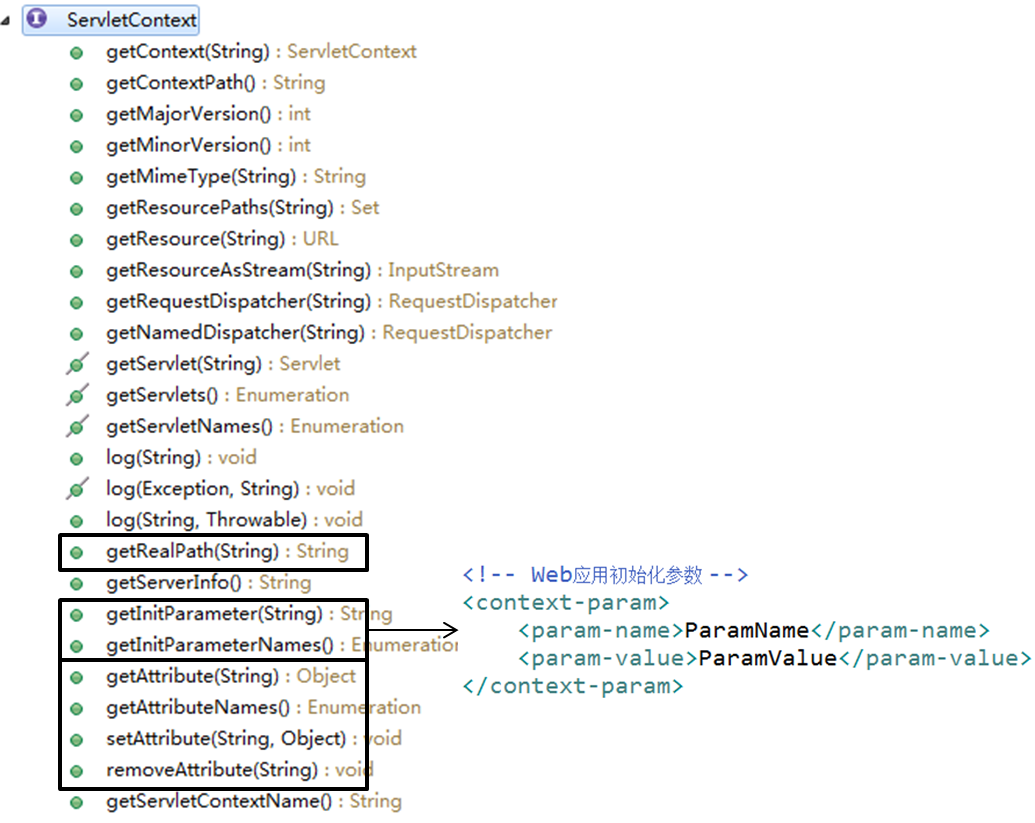 ServletContext
getContext(String) : ServletContext
getContextPath() : String
getMajorVersion() : int
getMinorVersion() : int
getMimeType(String) : String
getResourcePaths(String) : Set
getResource(String) : URL
getResourceAsStream(String) : InputStream
getRequestDispatcher(String) : RequestDispatcher
getNamedDispatcher(String) : RequestDispatcher
getServlet(String) : Servlet
getServlets() : Enumeration
getServletNames() : Enumeration
log(String) : void
log(Exception, String) : void
log(String, Throwable) : void
getRealPath(String) : String
getServerInfo() : String
getInitParameter(String) : String
getInitParameterNames() : Enumeration
getAttribute(String) : Object
getAttributeNames() : Enumeration
setAttribute(String, Object) : void
removeAttribute(String) : void
getServletContextName() : String
<!-- Web应用初始化参数 -->
<context-param>
<param-name>ParamName</param-name>
<param-value>ParamValue</param-value>
</context-param>